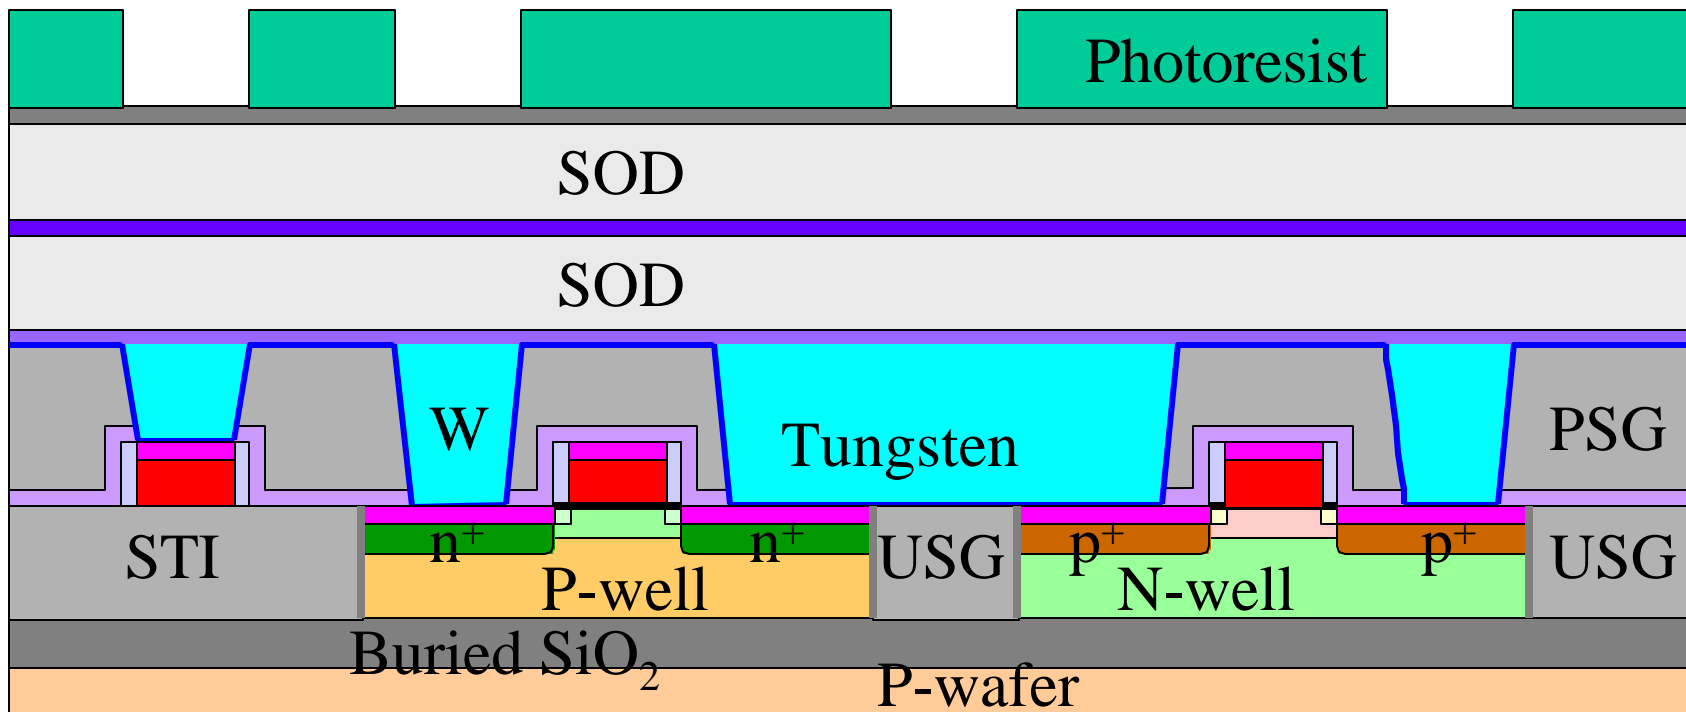 Photoresist
SOD
SOD
W
Tungsten
PSG
STI
n⁺
n⁺
USG
p⁺
p⁺
USG
P-well
N-well
Buried SiO₂
P-wafer